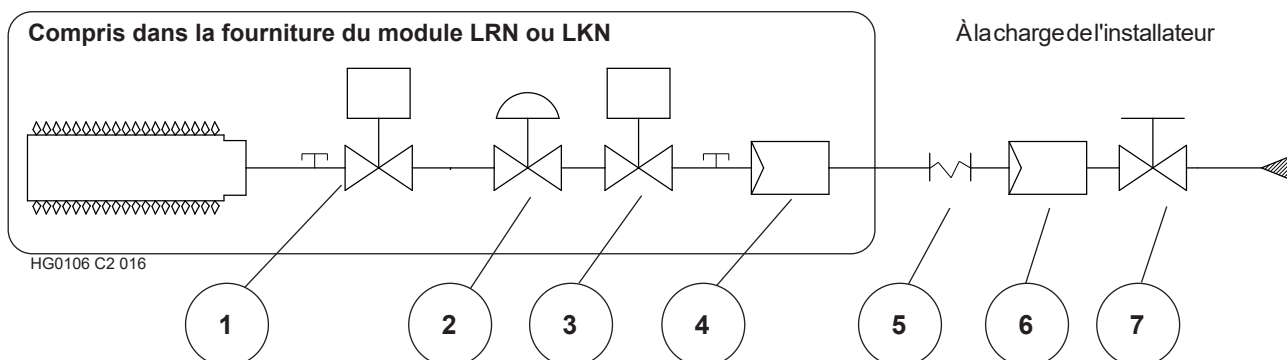 Compris dans la fourniture du module LRN ou LKN
Àlachargedel'installateur
HG0106 C2 016
1
2
3
4
5
6
7